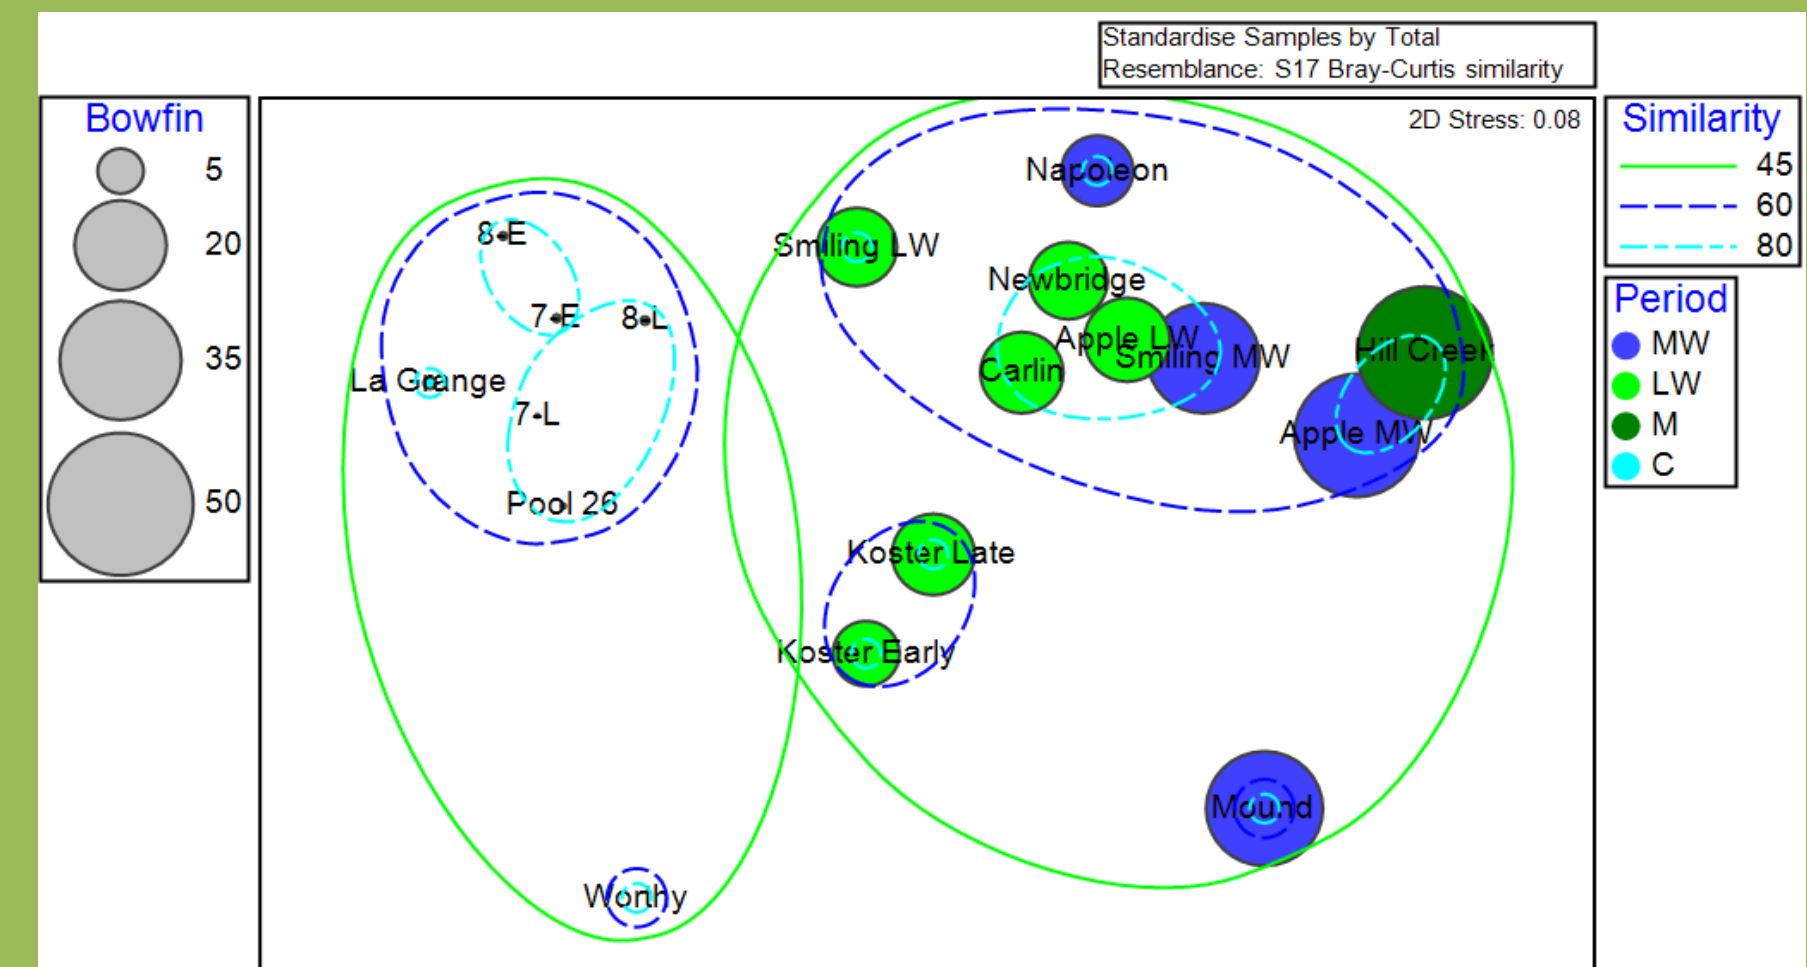 Standardise Samples by Total
Resemblance: S17 Bray-Curtis similarity
Bowfin
5
20
35
50
2D Stress: 0.08
Similarity
45
60
80
Period
MW
LW
M
C
Napoleon
8-E
Smiling LW
Newbridge
7-E
8-L
Apple LW
Smiling MW
Hill Creek
Carlin
La Grange
7-L
Apple MW
Pool 26
Koster Late
Koster Early
Mound
Worthy